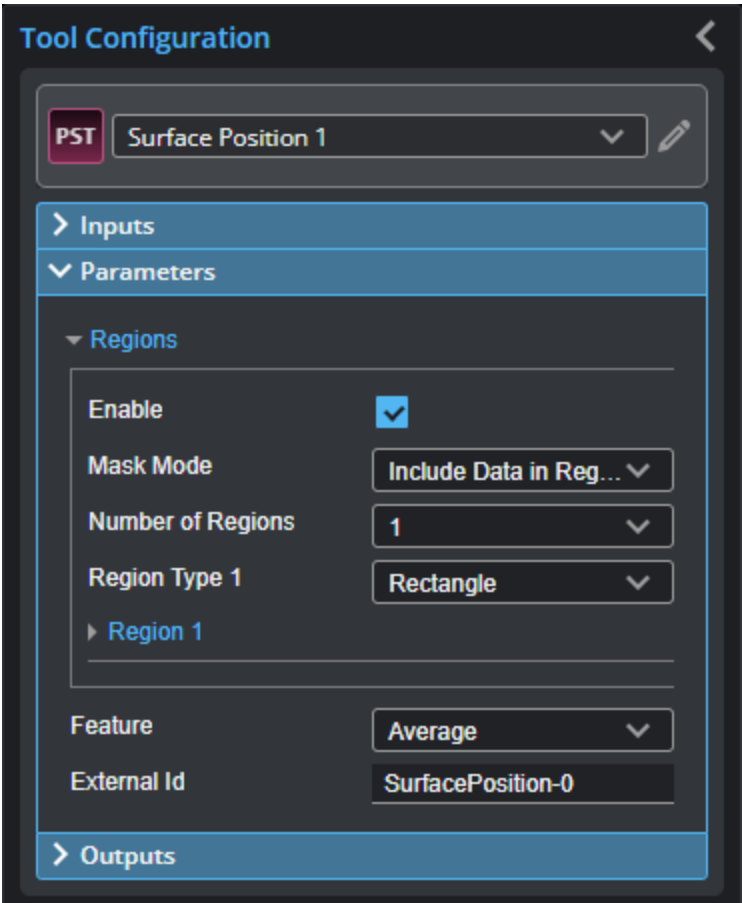 Tool Configuration
PST Surface Position 1
Inputs
Parameters
Regions
Enable
Mask Mode Include Data in Reg...
Number of Regions 1
Region Type 1 Rectangle
Region 1
Feature Average
External Id SurfacePosition-0
Outputs